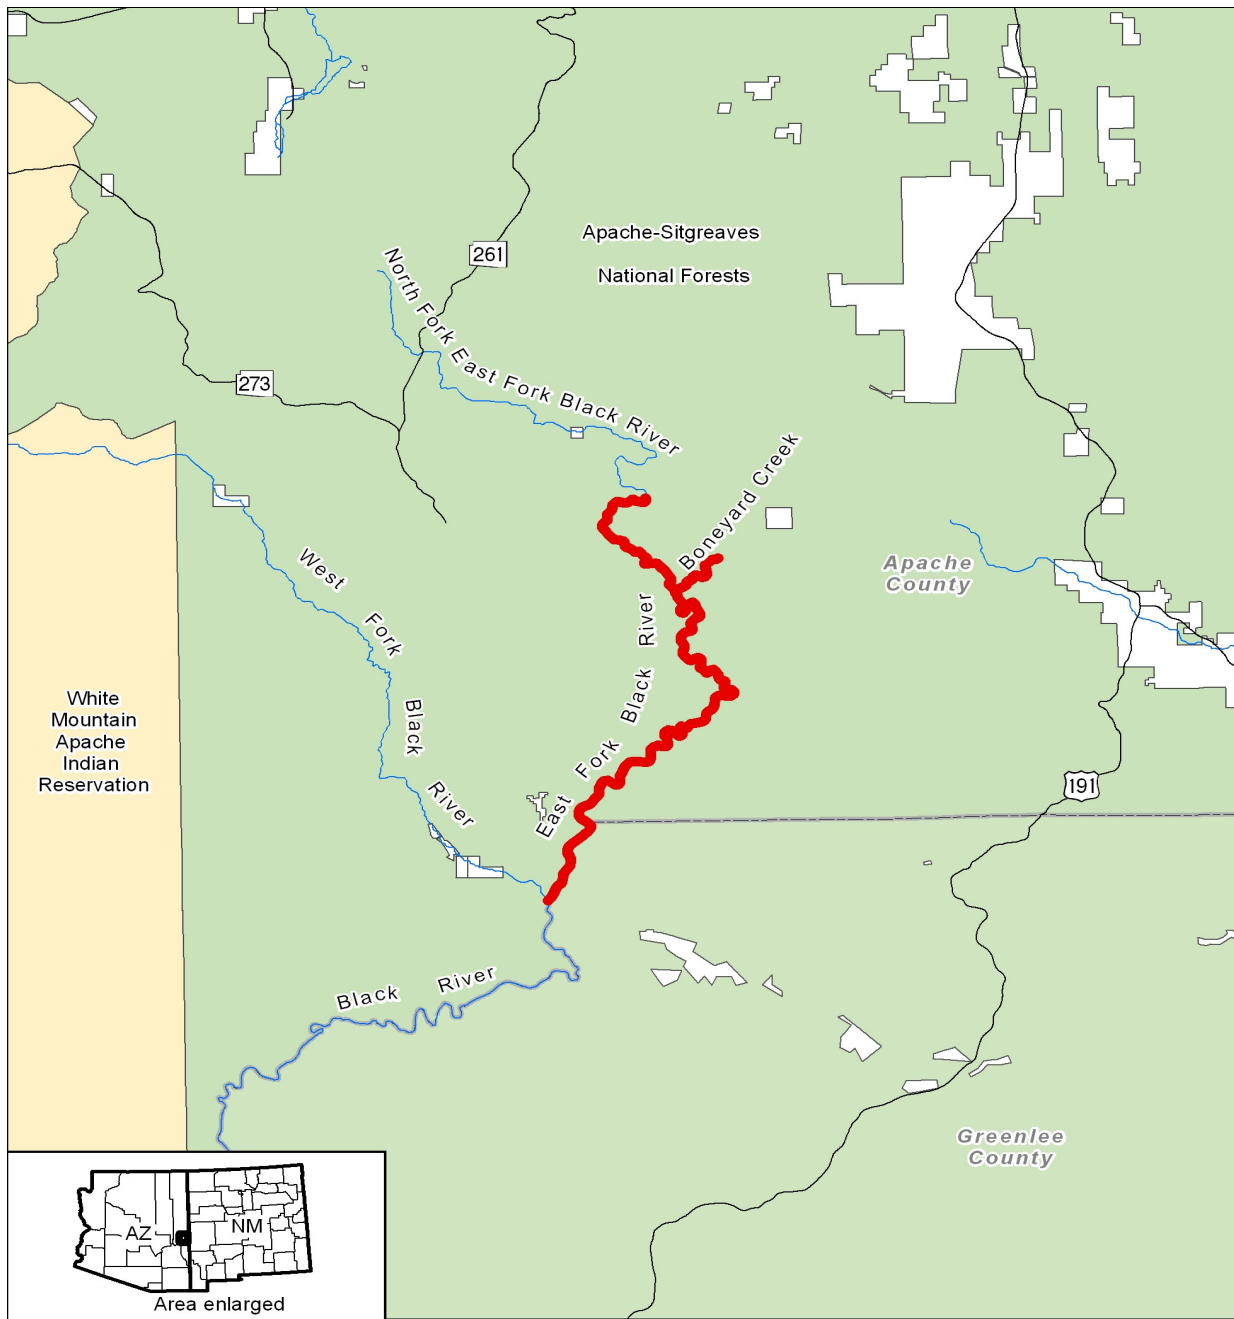 Apache-Sitgreaves
National Forests
261
273
North Fork East Fork Black River
Boneyard Creek
Apache
County
West Fork Black River
East Fork Black River
White
Mountain
Apache
Indian
Reservation
191
Black River
Greenlee
County
AZ
NM
Area enlarged